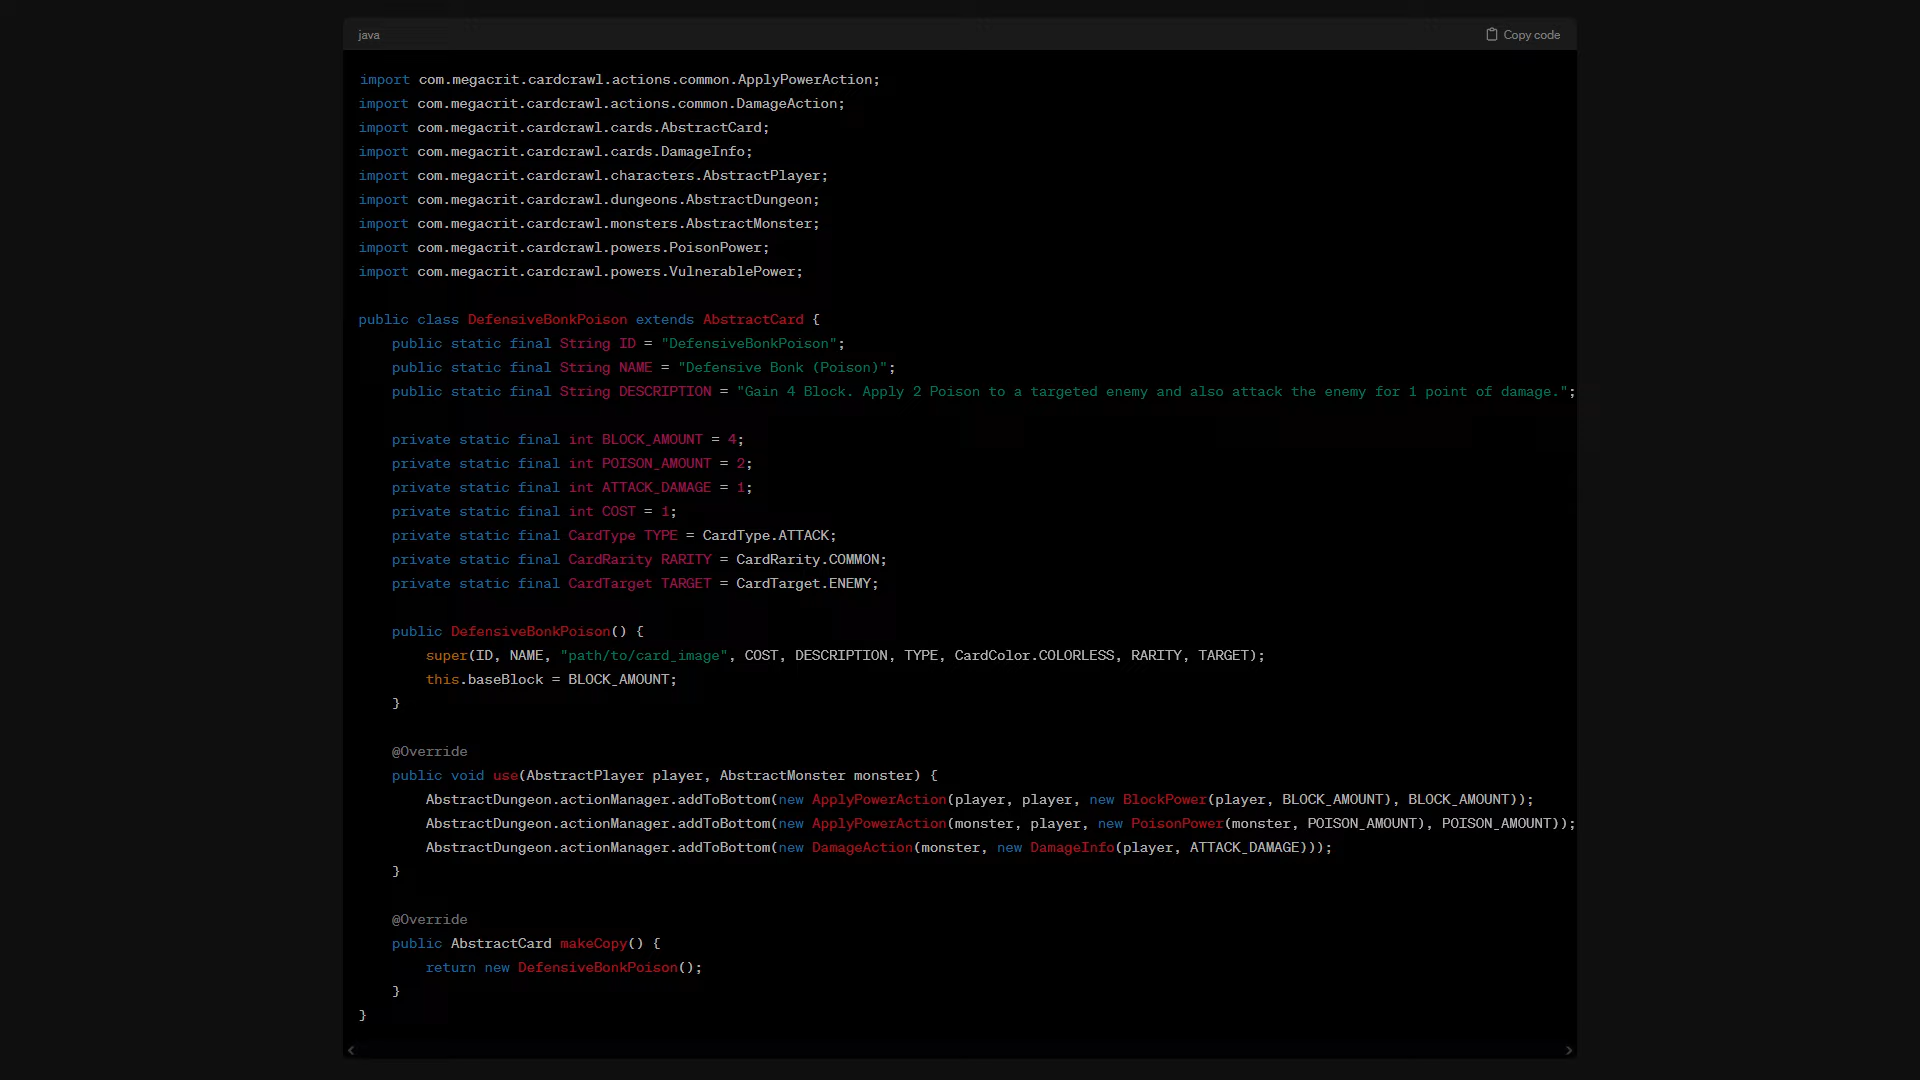 java
Copy code
import com.megacrit.cardcrawl.actions.common.ApplyPowerAction;
import com.megacrit.cardcrawl.actions.common.DamageAction;
import com.megacrit.cardcrawl.cards.AbstractCard;
import com.megacrit.cardcrawl.cards.DamageInfo;
import com.megacrit.cardcrawl.characters.AbstractPlayer;
import com.megacrit.cardcrawl.dungeons.AbstractDungeon;
import com.megacrit.cardcrawl.monsters.AbstractMonster;
import com.megacrit.cardcrawl.powers.PoisonPower;
import com.megacrit.cardcrawl.powers.VulnerablePower;
public class DefensiveBonkPoison extends AbstractCard {
    public static final String ID = "DefensiveBonkPoison";
    public static final String NAME = "Defensive Bonk (Poison)";
    public static final String DESCRIPTION = "Gain 4 Block. Apply 2 Poison to a targeted enemy and also attack the enemy for 1 point of damage.";
    private static final int BLOCK_AMOUNT = 4;
    private static final int POISON_AMOUNT = 2;
    private static final int ATTACK_DAMAGE = 1;
    private static final int COST = 1;
    private static final CardType TYPE = CardType.ATTACK;
    private static final CardRarity RARITY = CardRarity.COMMON;
    private static final CardTarget TARGET = CardTarget.ENEMY;
    public DefensiveBonkPoison() {
        super(ID, NAME, "path/to/card_image", COST, DESCRIPTION, TYPE, CardColor.COLORLESS, RARITY, TARGET);
        this.baseBlock = BLOCK_AMOUNT;
    }
    @Override
    public void use(AbstractPlayer player, AbstractMonster monster) {
        AbstractDungeon.actionManager.addToBottom(new ApplyPowerAction(player, player, new BlockPower(player, BLOCK_AMOUNT), BLOCK_AMOUNT));
        AbstractDungeon.actionManager.addToBottom(new ApplyPowerAction(monster, player, new PoisonPower(monster, POISON_AMOUNT), POISON_AMOUNT));
        AbstractDungeon.actionManager.addToBottom(new DamageAction(monster, new DamageInfo(player, ATTACK_DAMAGE)));
    }
    @Override
    public AbstractCard makeCopy() {
        return new DefensiveBonkPoison();
    }
}